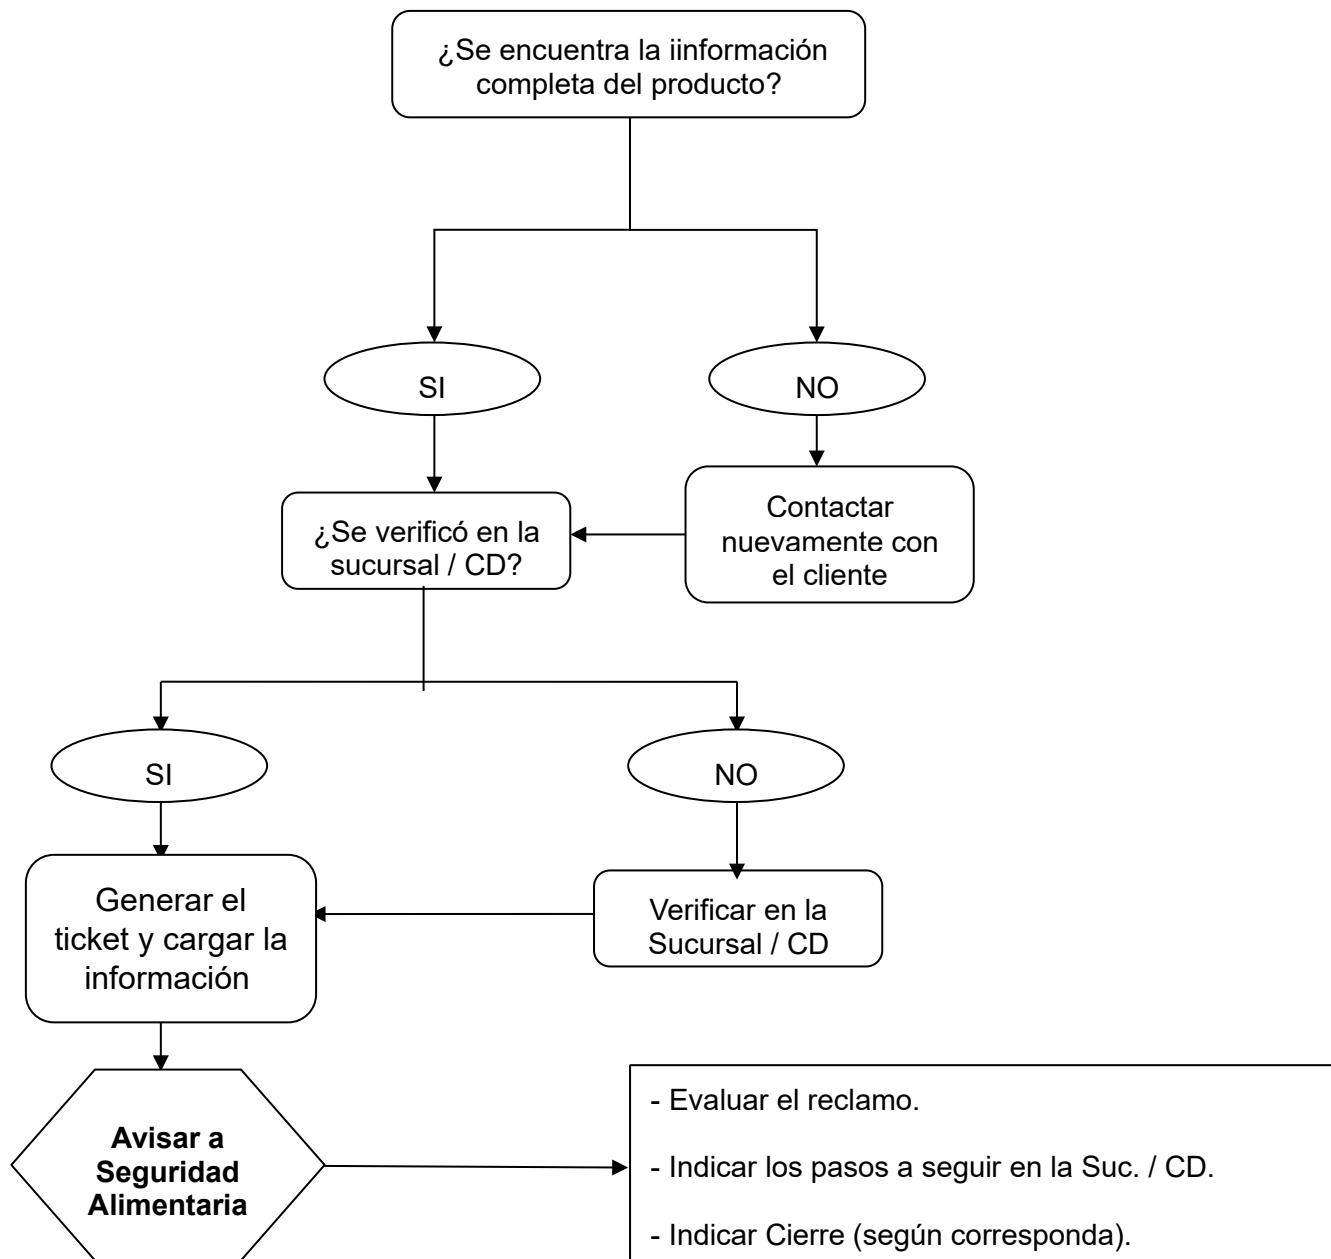 ¿Se encuentra la iinformación
completa del producto?
SI
NO
¿Se verificó en la
sucursal / CD?
Contactar
nuevamente con
el cliente
SI
NO
Generar el
ticket y cargar la
información
Verificar en la
Sucursal / CD
Avisar a
Seguridad
Alimentaria
- Evaluar el reclamo.
- Indicar los pasos a seguir en la Suc. / CD.
- Indicar Cierre (según corresponda).